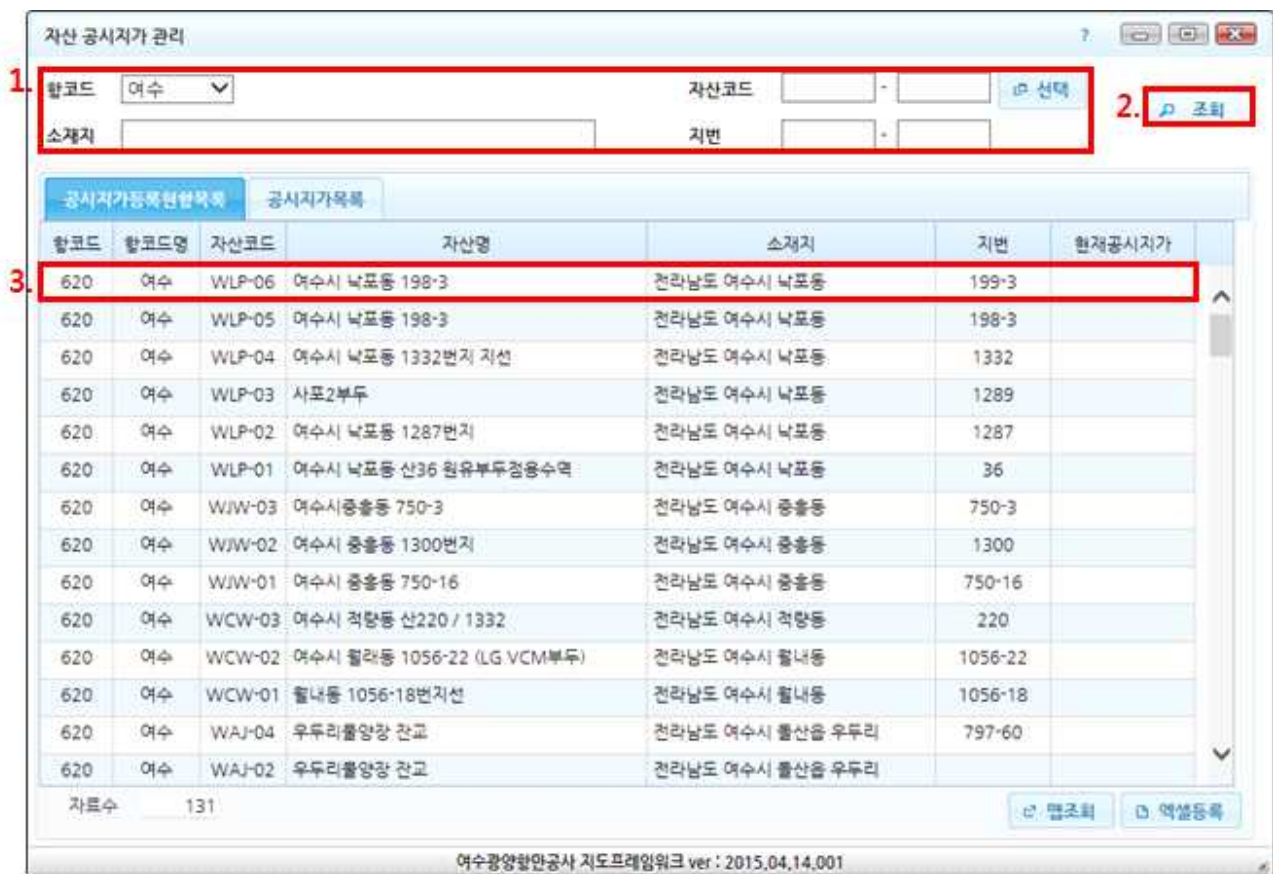 자산 공시지가 관리 ?
1. 항코드 여수 자산코드 - 선택
2. 조회
소재지 지번 -
공시지가등록현황목록 공시지가목록
항코드 항코드명 자산코드 자산명 소재지 지번 현재공시지가
3. 620 여수 WLP-06 여수시 낙포동 198-3 전라남도 여수시 낙포동 199-3
620 여수 WLP-05 여수시 낙포동 198-3 전라남도 여수시 낙포동 198-3
620 여수 WLP-04 여수시 낙포동 1332번지 지선 전라남도 여수시 낙포동 1332
620 여수 WLP-03 사포2부두 전라남도 여수시 낙포동 1289
620 여수 WLP-02 여수시 낙포동 1287번지 전라남도 여수시 낙포동 1287
620 여수 WLP-01 여수시 낙포동 산36 원유부두점용수역 전라남도 여수시 낙포동 36
620 여수 WJW-03 여수시중흥동 750-3 전라남도 여수시 중흥동 750-3
620 여수 WJW-02 여수시 중흥동 1300번지 전라남도 여수시 중흥동 1300
620 여수 WJW-01 여수시 중흥동 750-16 전라남도 여수시 중흥동 750-16
620 여수 WCW-03 여수시 적량동 산220 / 1332 전라남도 여수시 적량동 220
620 여수 WCW-02 여수시 월래동 1056-22 (LG VCM부두) 전라남도 여수시 월내동 1056-22
620 여수 WCW-01 월내동 1056-18번지선 전라남도 여수시 월내동 1056-18
620 여수 WAJ-04 우두리물양장 잔교 전라남도 여수시 돌산읍 우두리 797-60
620 여수 WAJ-02 우두리물양장 잔교 전라남도 여수시 돌산읍 우두리
자료수 131 맵조회 엑셀등록
여수광양항만공사 지도프레임워크 ver : 2015.04.14.001